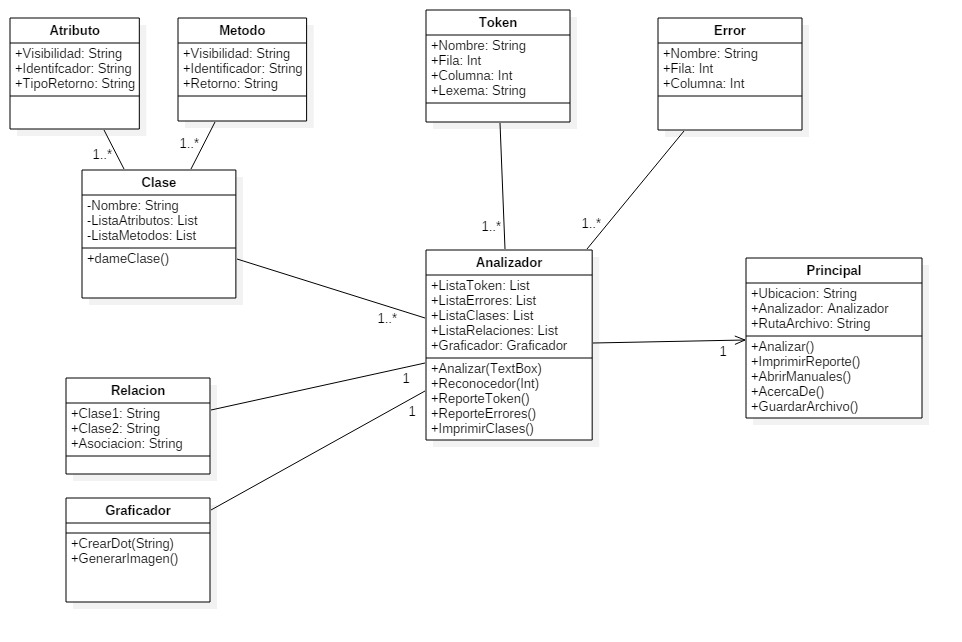 Atributo
+Visibilidad: String
+Identifcador: String
+TipoRetorno: String
Metodo
+Visibilidad: String
+Identificador: String
+Retorno: String
Token
+Nombre: String
+Fila: Int
+Columna: Int
+Lexema: String
Error
+Nombre: String
+Fila: Int
+Columna: Int
1..*
1..*
Clase
-Nombre: String
-ListaAtributos: List
-ListaMetodos: List
+dameClase()
1..*
1..*
1..*
Analizador
+ListaToken: List
+ListaErrores: List
+ListaClases: List
+ListaRelaciones: List
+Graficador: Graficador
+Analizar(TextBox)
+Reconocedor(Int)
+ReporteToken()
+ReporteErrores()
+ImprimirClases()
Principal
+Ubicacion: String
+Analizador: Analizador
+RutaArchivo: String
+Analizar()
+ImprimirReporte()
+AbrirManuales()
+AcercaDe()
+GuardarArchivo()
1
1
1
Relacion
+Clase1: String
+Clase2: String
+Asociacion: String
Graficador
+CrearDot(String)
+GenerarImagen()